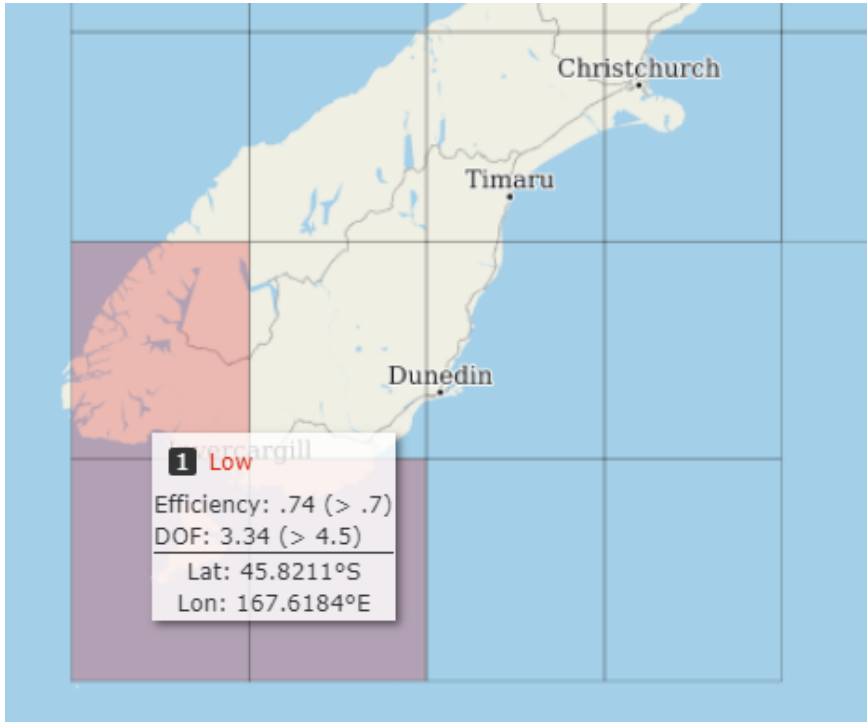 Christchurch
Timaru
Dunedin
Invercargill
1 Low
Efficiency: .74 (> .7)
DOF: 3.34 (> 4.5)
Lat: 45.8211°S
Lon: 167.6184°E